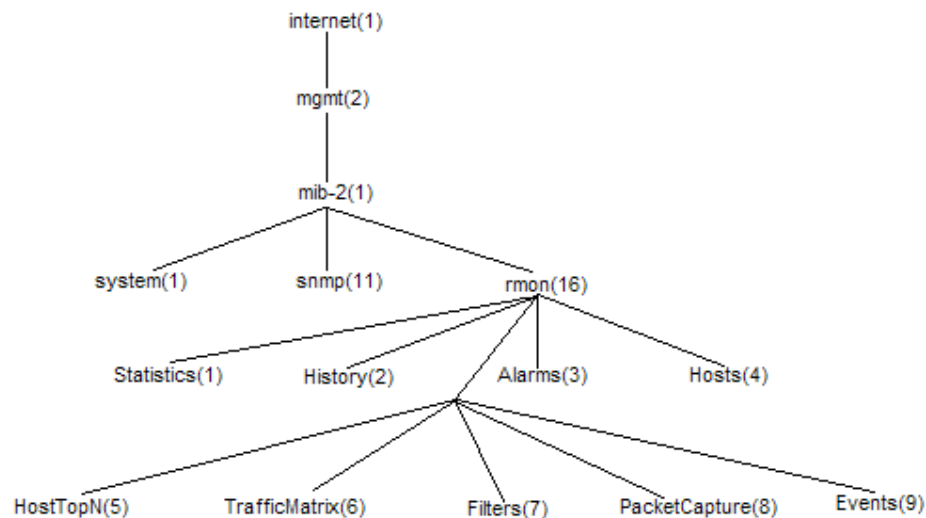 internet(1)
mgmt(2)
mib-2(1)
system(1)
snmp(11)
rmon(16)
Statistics(1)
History(2)
Alarms(3)
Hosts(4)
HostTopN(5)
TrafficMatrix(6)
Filters(7)
PacketCapture(8)
Events(9)